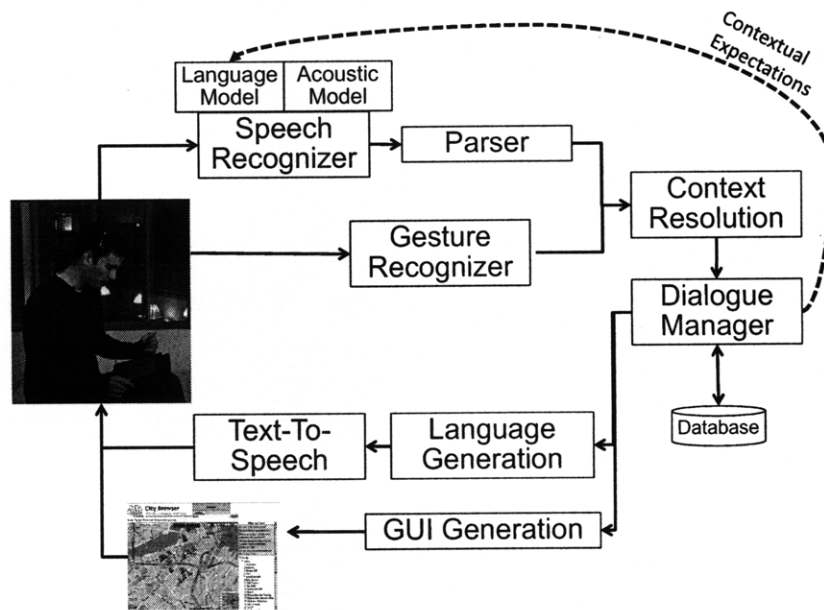 Contextual
Expectations
Language
Model
Acoustic
Model
Speech
Recognizer
Parser
Context
Resolution
Gesture
Recognizer
Dialogue
Manager
Text-To-
Speech
Language
Generation
Database
City Browser
GUI Generation